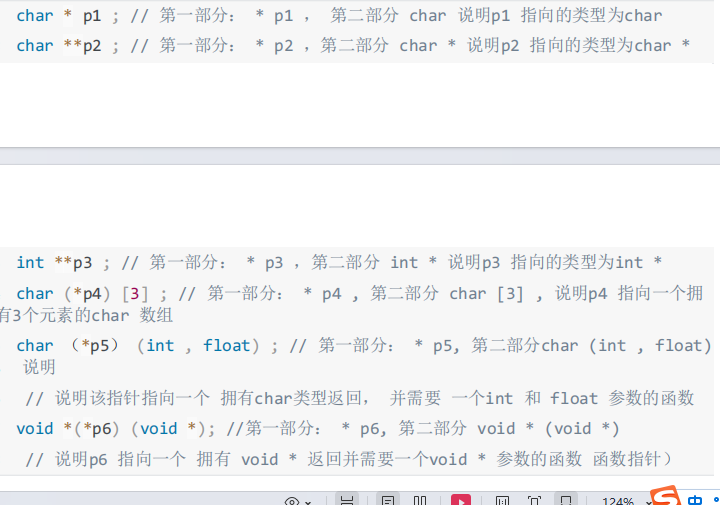 char * p1 ; // 第一部分: * p1 , 第二部分 char 说明p1 指向的类型为char
char **p2 ; // 第一部分: * p2 ,第二部分 char * 说明p2 指向的类型为char *
int **p3 ; // 第一部分: * p3 ,第二部分 int * 说明p3 指向的类型为int *
char (*p4) [3] ; // 第一部分: * p4 , 第二部分 char [3] , 说明p4 指向一个拥
有3个元素的char 数组
char （*p5） (int , float) ; // 第一部分: * p5, 第二部分char (int , float)
说明
// 说明该指针指向一个 拥有char类型返回, 并需要 一个int 和 float 参数的函数
void *(*p6) (void *); //第一部分: * p6, 第二部分 void * (void *)
// 说明p6 指向一个 拥有 void * 返回并需要一个void * 参数的函数 函数指针）
124%
中